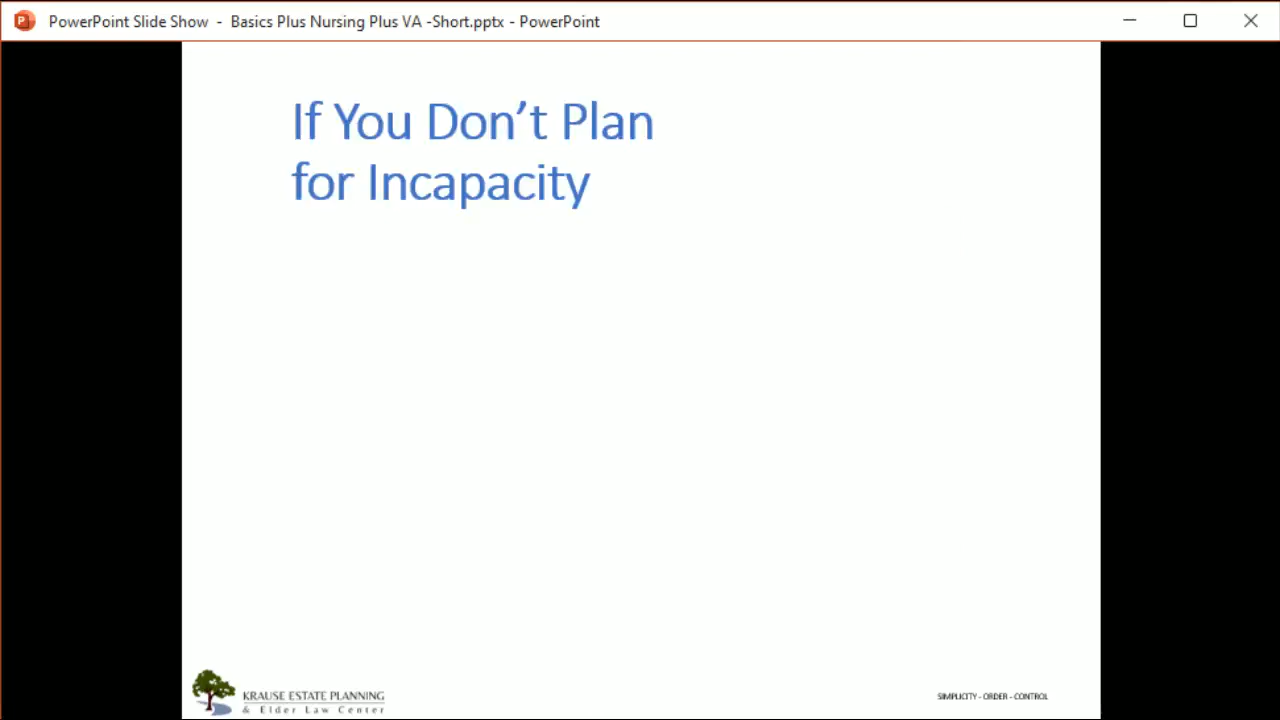 PowerPoint Slide Show - Basics Plus Nursing Plus VA -Short.pptx - PowerPoint
If You Don’t Plan
for Incapacity
KRAUSE ESTATE PLANNING
& Elder Law Center
SIMPLICITY - ORDER - CONTROL